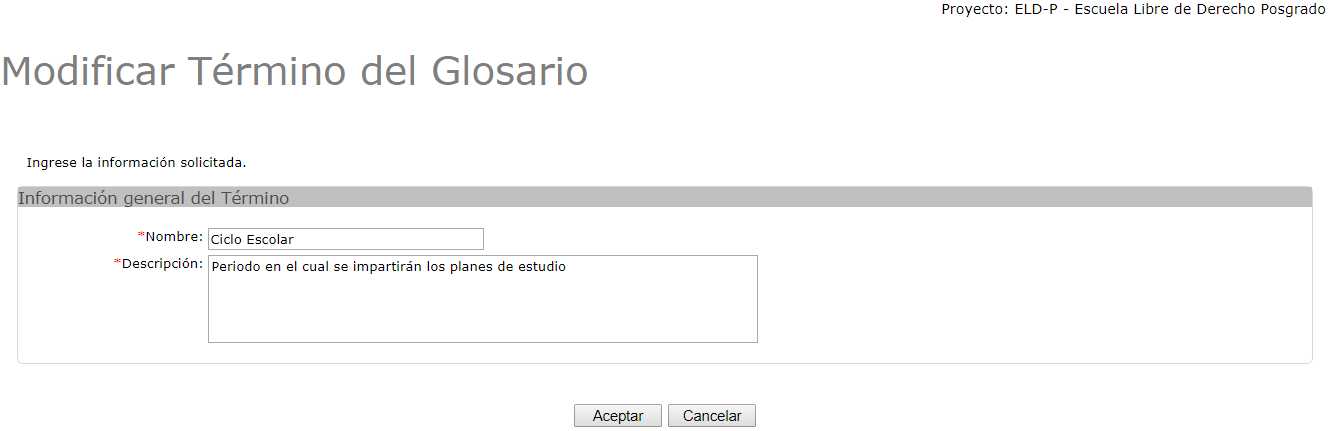 Proyecto: ELD-P - Escuela Libre de Derecho Posgrado
Modificar Término del Glosario
Ingrese la información solicitada.
Información general del Término
*Nombre: Ciclo Escolar
*Descripción: Periodo en el cual se impartirán los planes de estudio
Aceptar Cancelar